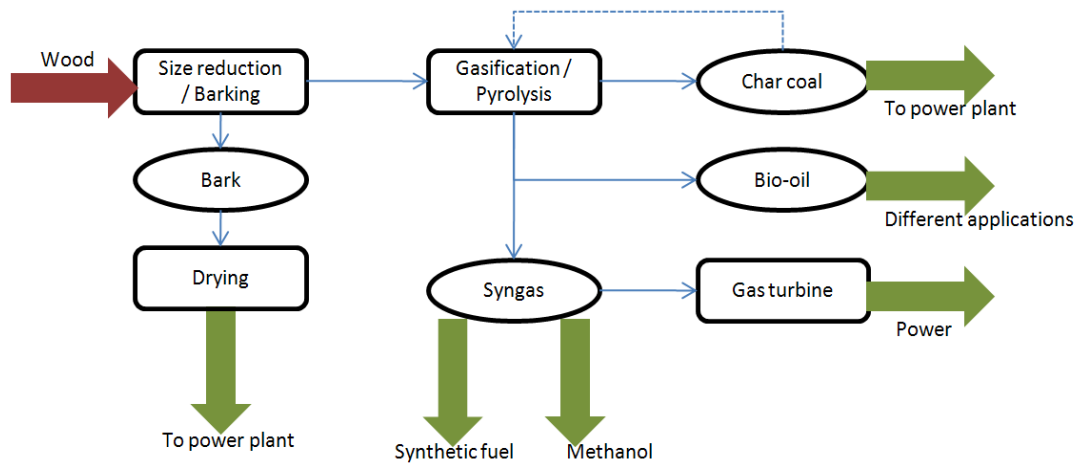 Wood
Size reduction
/ Barking
Gasification /
Pyrolysis
Char coal
To power plant
Bark
Bio-oil
Different applications
Drying
Syngas
Gas turbine
Power
To power plant
Synthetic fuel
Methanol